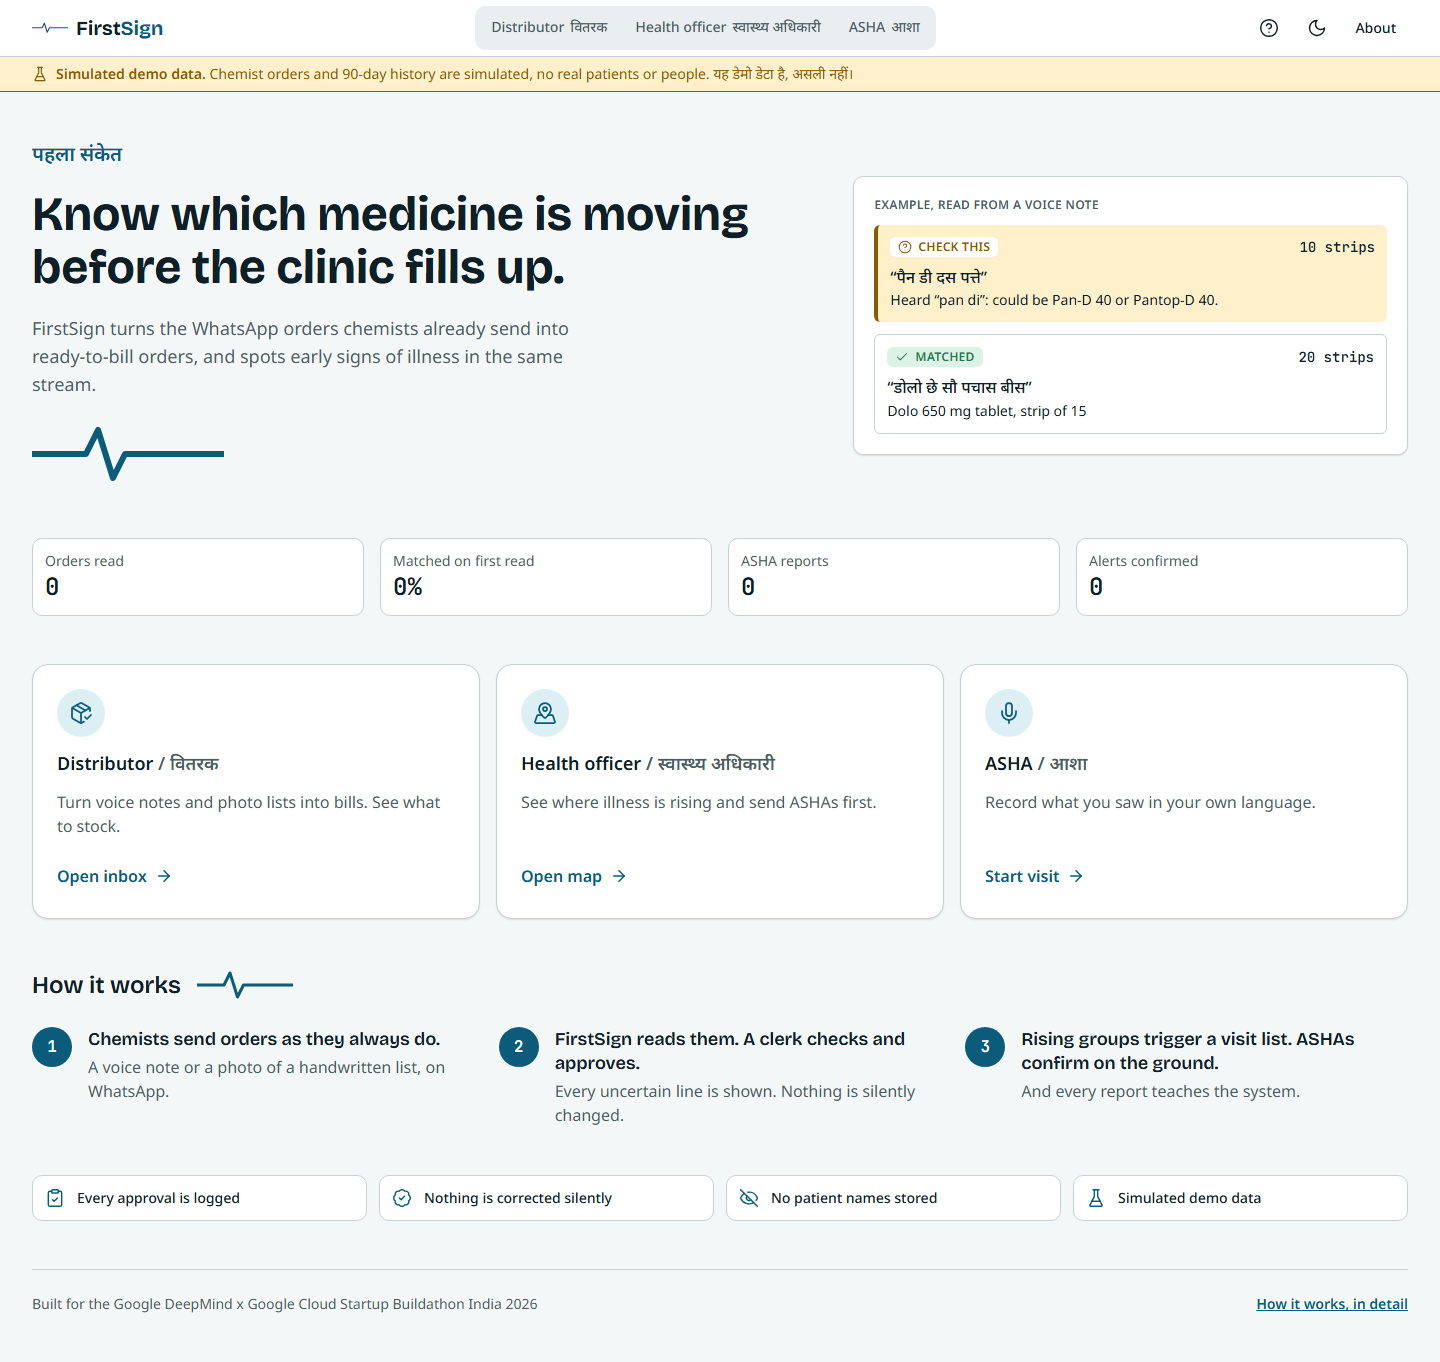 FirstSign
Distributor वितरक
Health officer स्वास्थ्य अधिकारी
ASHA आशा
About
Simulated demo data. Chemist orders and 90-day history are simulated, no real patients or people. यह डेमो डेटा है, असली नहीं।
पहला संकेत
Know which medicine is moving
before the clinic fills up.
FirstSign turns the WhatsApp orders chemists already send into
ready-to-bill orders, and spots early signs of illness in the same
stream.
EXAMPLE, READ FROM A VOICE NOTE
CHECK THIS
10 strips
“पैन डी दस पत्ते”
Heard “pan di”: could be Pan-D 40 or Pantop-D 40.
MATCHED
20 strips
“डोलो छे सौ पचास बीस”
Dolo 650 mg tablet, strip of 15
Orders read
0
Matched on first read
0%
ASHA reports
0
Alerts confirmed
0
Distributor / वितरक
Turn voice notes and photo lists into bills. See what
to stock.
Open inbox
Health officer / स्वास्थ्य अधिकारी
See where illness is rising and send ASHAs first.
Open map
ASHA / आशा
Record what you saw in your own language.
Start visit
How it works
1
Chemists send orders as they always do.
A voice note or a photo of a handwritten list, on
WhatsApp.
2
FirstSign reads them. A clerk checks and
approves.
Every uncertain line is shown. Nothing is silently
changed.
3
Rising groups trigger a visit list. ASHAs
confirm on the ground.
And every report teaches the system.
Every approval is logged
Nothing is corrected silently
No patient names stored
Simulated demo data
Built for the Google DeepMind x Google Cloud Startup Buildathon India 2026
How it works, in detail